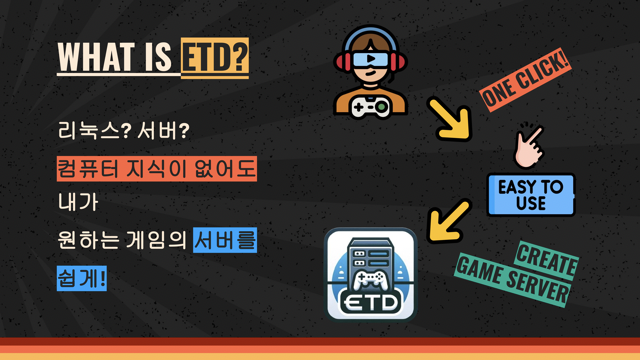 WHAT IS ETD?
리눅스? 서버?
컴퓨터 지식이 없어도
내가
원하는 게임의 서버를
쉽게!
ONE CLICK!
EASY TO
USE
CREATE
GAME SERVER
ETD